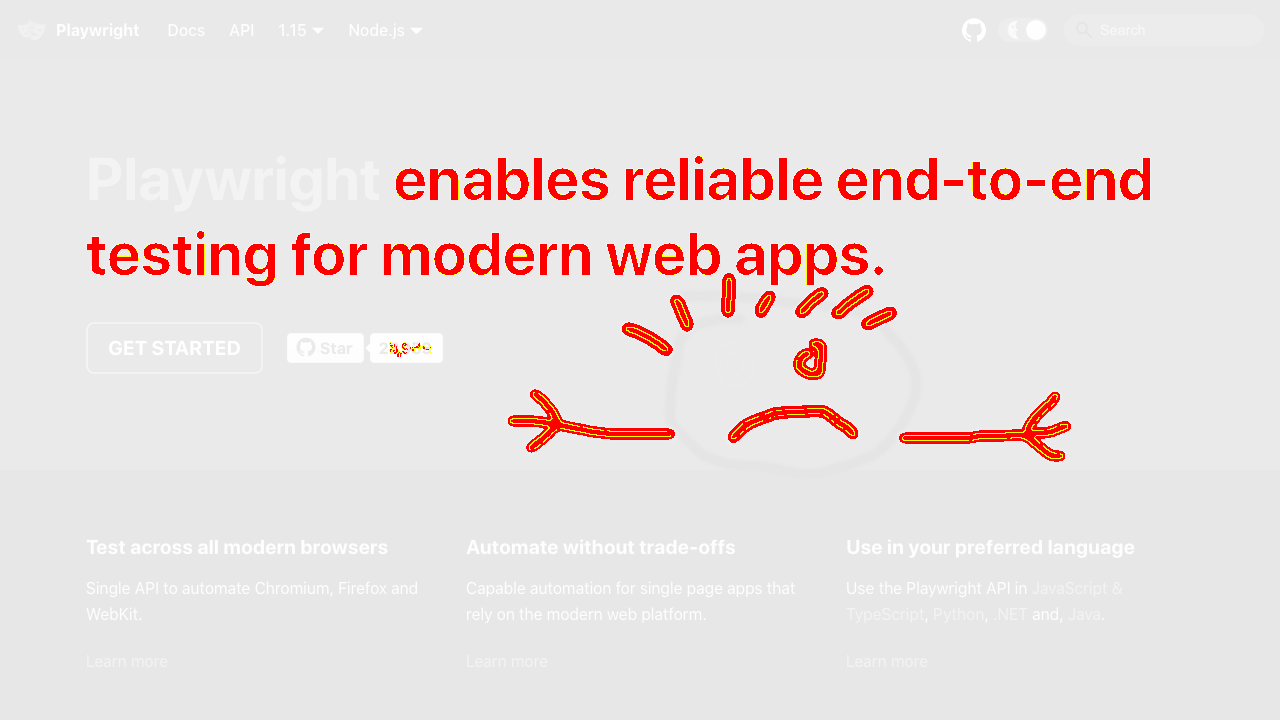 Playwright Docs API 1.15 Node.js Search
Playwright enables reliable end-to-end
testing for modern web apps.
GET STARTED Star
Test across all modern browsers
Single API to automate Chromium, Firefox and
WebKit.
Learn more
Automate without trade-offs
Capable automation for single page apps that
rely on the modern web platform.
Learn more
Use in your preferred language
Use the Playwright API in JavaScript &
TypeScript, Python, .NET and, Java.
Learn more